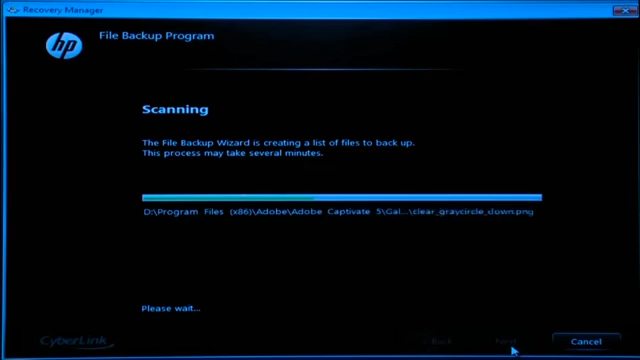 Recovery Manager
hp
File Backup Program
Scanning
The File Backup Wizard is creating a list of files to back up.
This process may take several minutes.
D:\Program Files (x86)\Adobe\Adobe Captivate 5\Gal...\clear_graycircle_down.png
Please wait...
CyberLink
Back
Next
Cancel